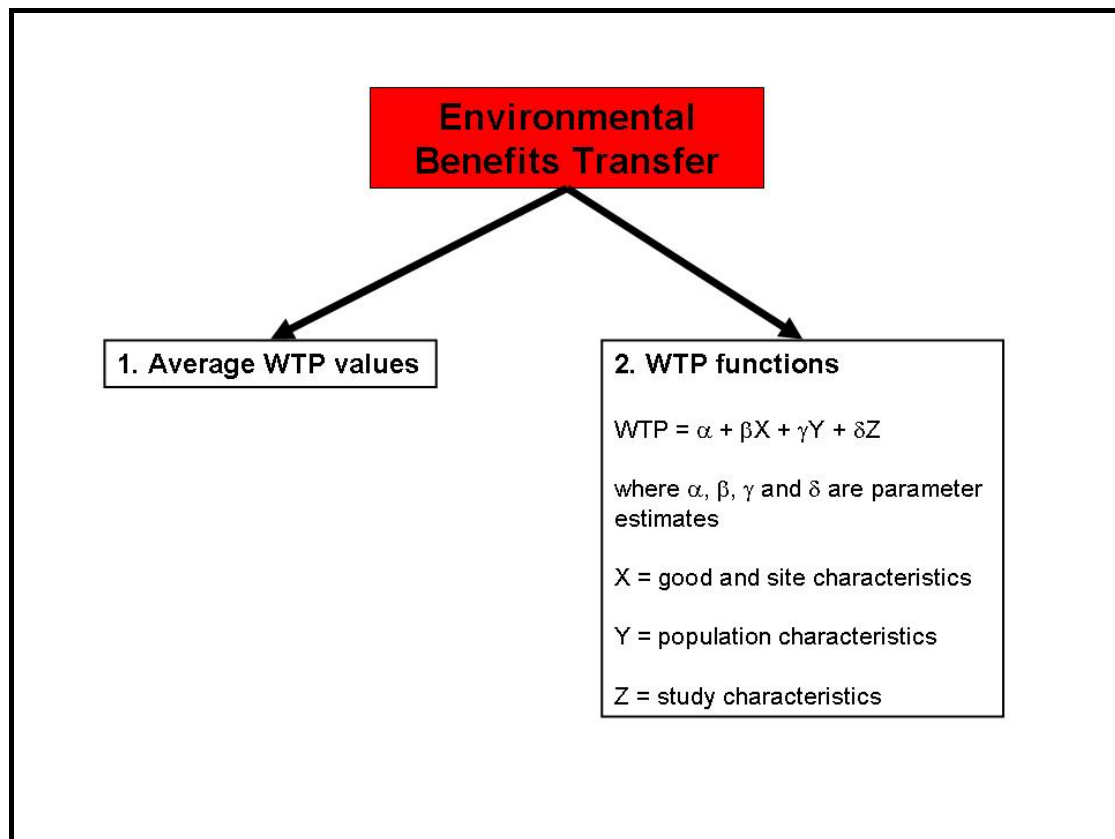 Environmental
Benefits Transfer
1. Average WTP values
2. WTP functions
WTP = α + βX + γY + δZ
where α, β, γ and δ are parameter
estimates
X = good and site characteristics
Y = population characteristics
Z = study characteristics